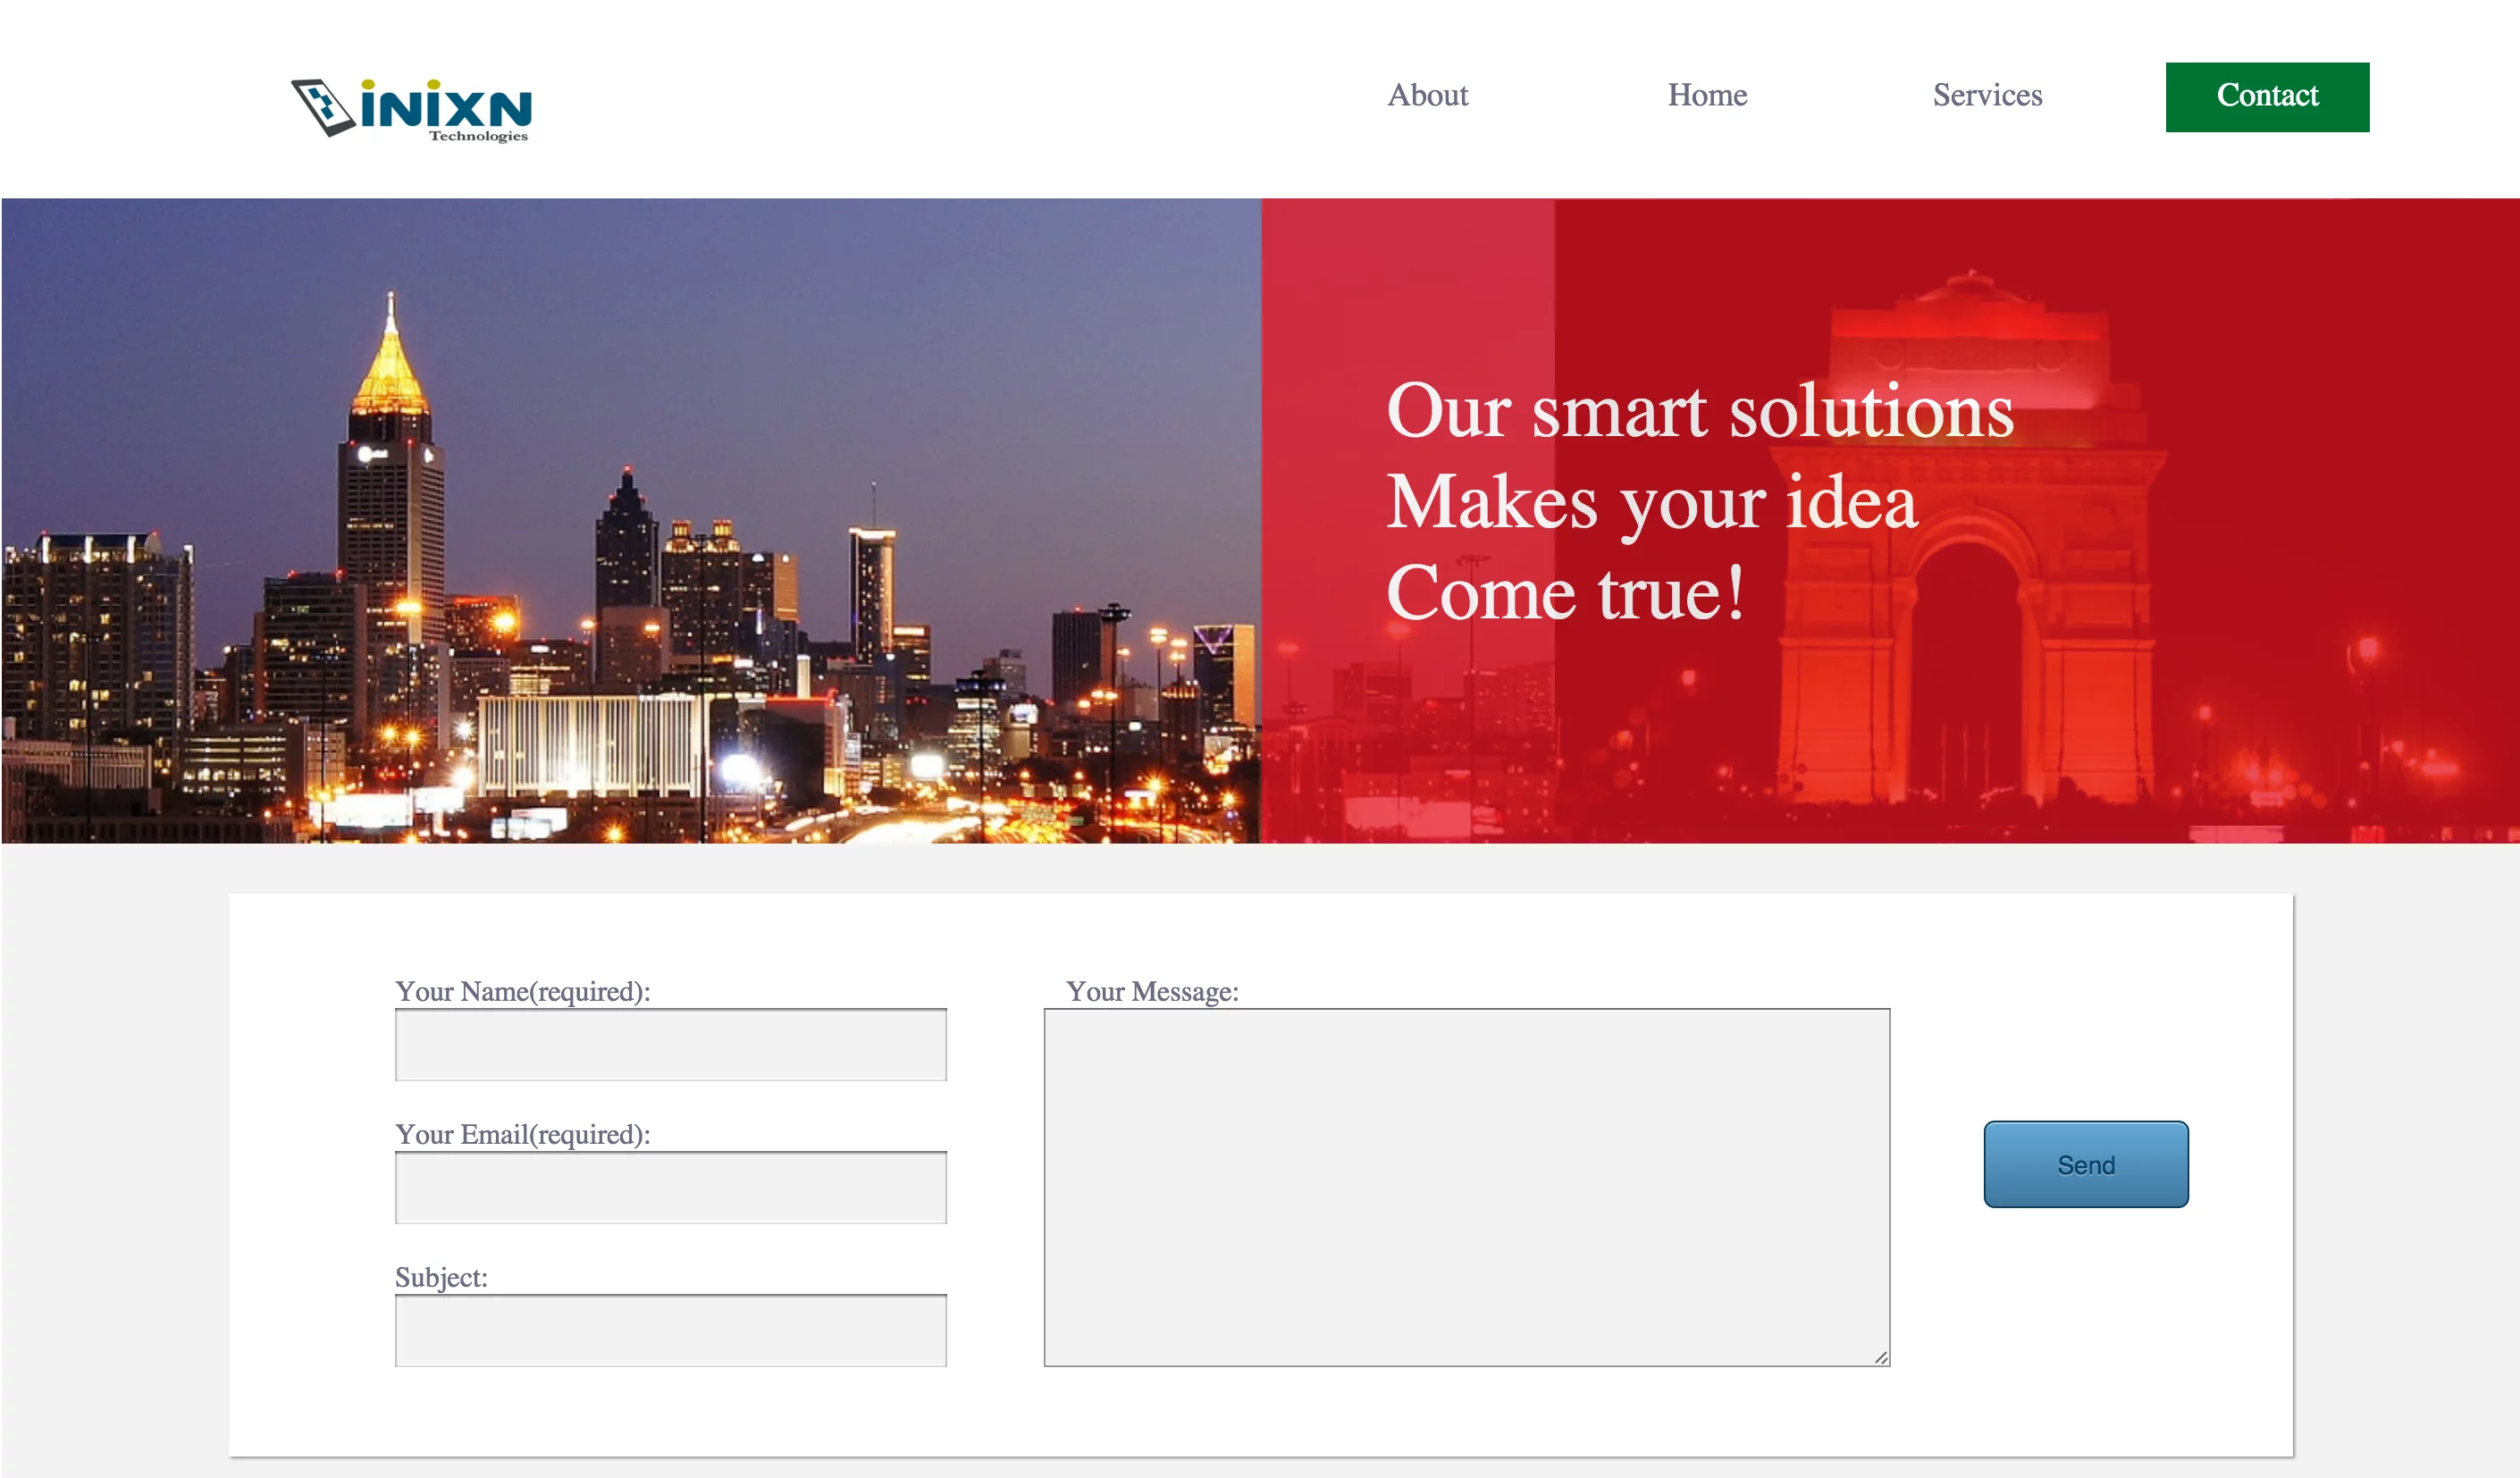 iNiXN
Technologies
About
Home
Services
Contact
Our smart solutions
Makes your idea
Come true!
Your Name(required):
Your Message:
Your Email(required):
Send
Subject: